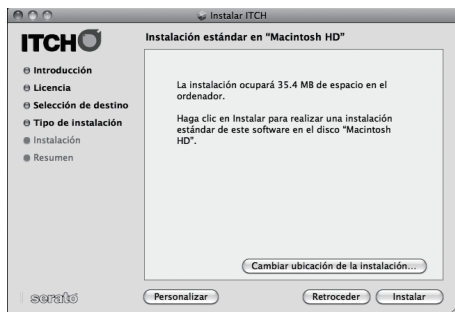 Instalar ITCH
ITCH
Instalación estándar en "Macintosh HD"
Introducción
Licencia
Selección de destino
Tipo de instalación
Instalación
Resumen
La instalación ocupará 35.4 MB de espacio en el
ordenador.
Haga clic en Instalar para realizar una instalación
estándar de este software en el disco "Macintosh
HD".
Cambiar ubicación de la instalación...
serato
Personalizar
Retroceder
Instalar